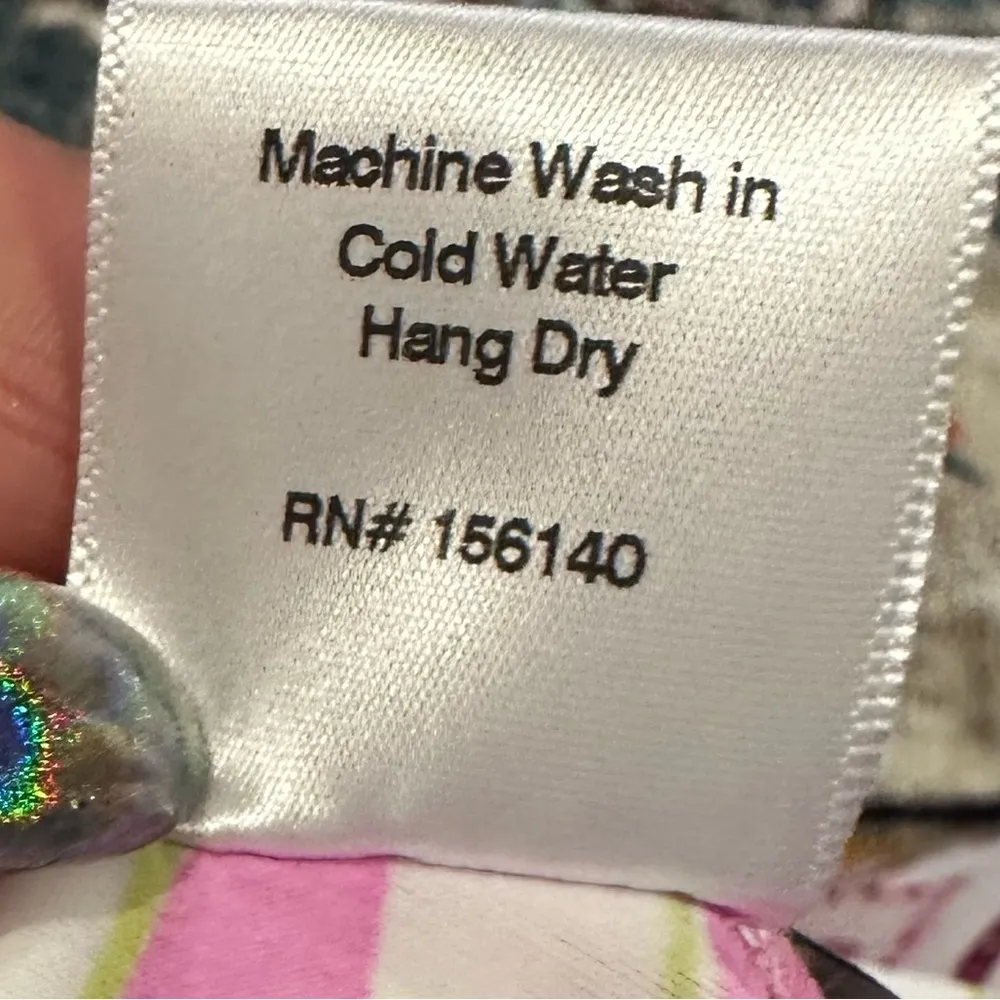 Machine Wash in
Cold Water
Hang Dry
RN# 156140